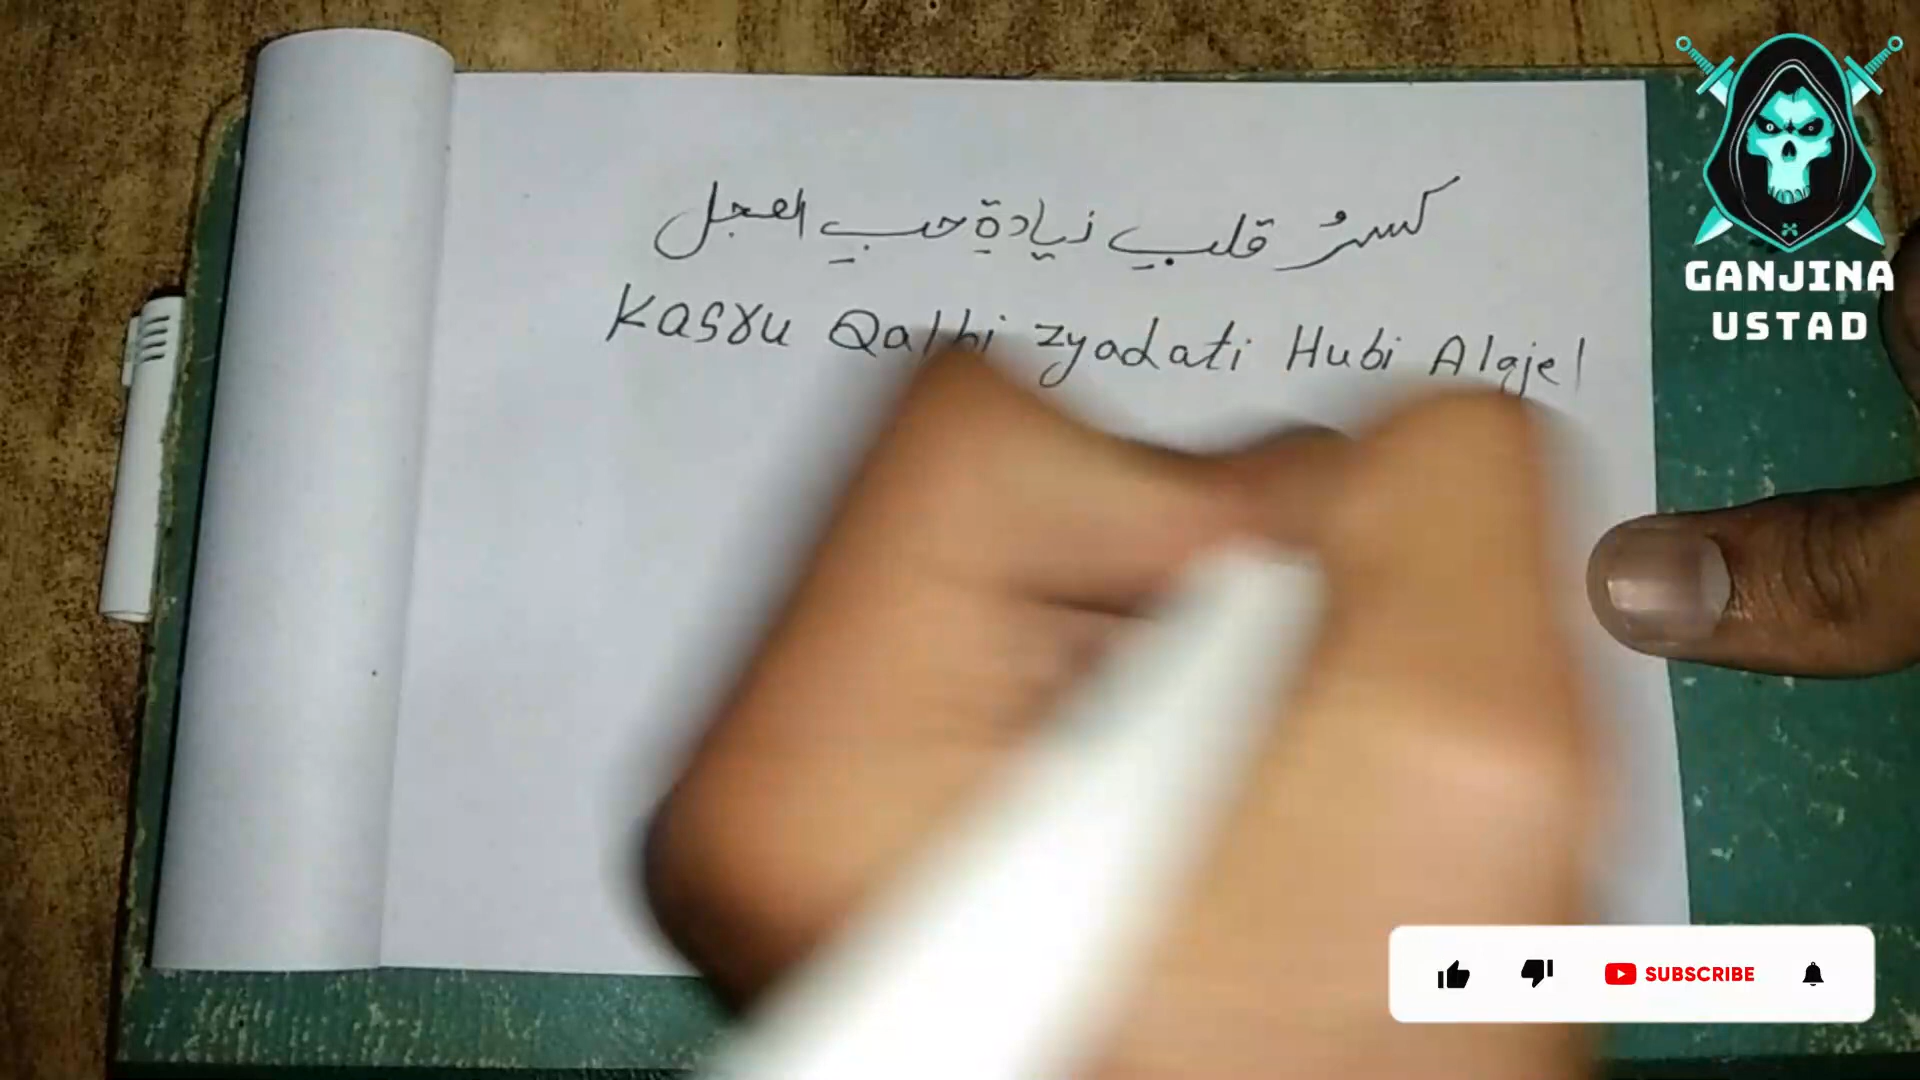 كسرُ قلبِ زيادةِ حبِ العجل
Kasru Qalbi Zyadati Hubi Alajel
GANJINA
USTAD
SUBSCRIBE